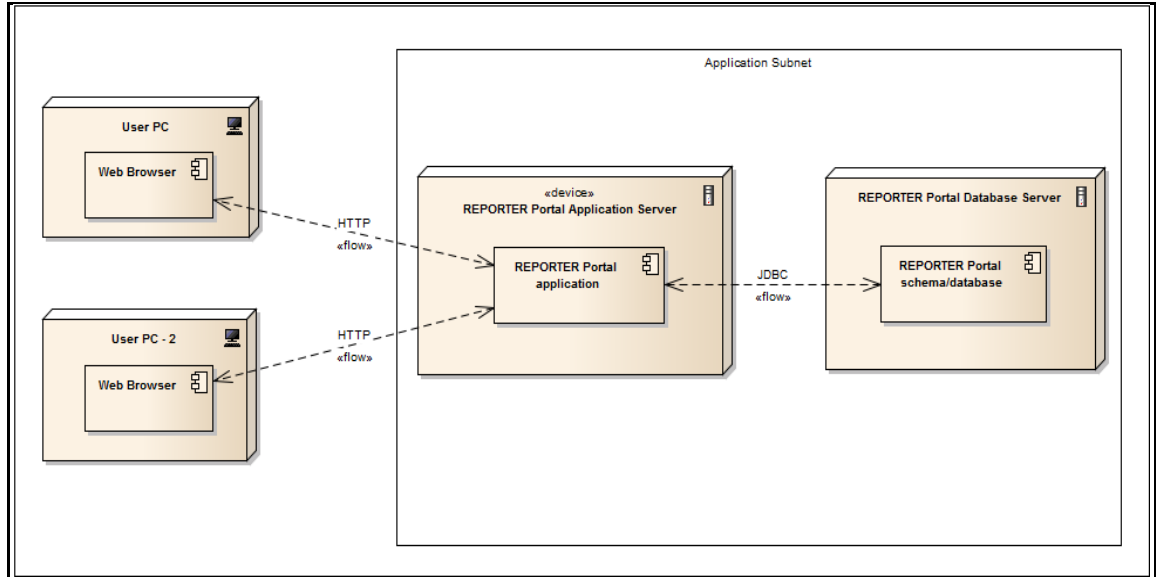 Application Subnet
User PC
Web Browser
HTTP
«flow»
User PC - 2
Web Browser
HTTP
«flow»
«device»
REPORTER Portal Application Server
REPORTER Portal
application
JDBC
«flow»
REPORTER Portal Database Server
REPORTER Portal
schema/database